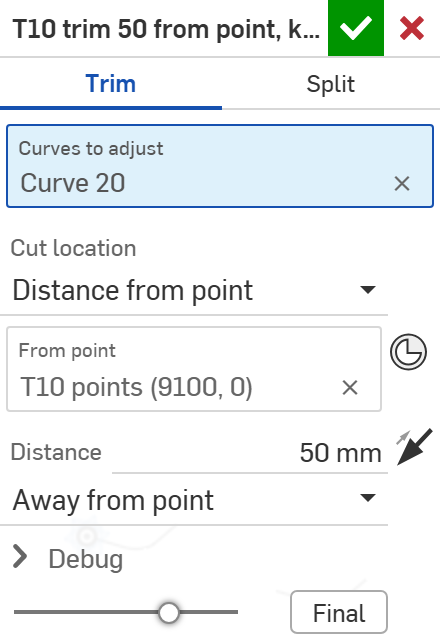 T10 trim 50 from point, k...
Trim
Split
Curves to adjust
Curve 20
Cut location
Distance from point
From point
T10 points (9100, 0)
Distance
50 mm
Away from point
Debug
Final